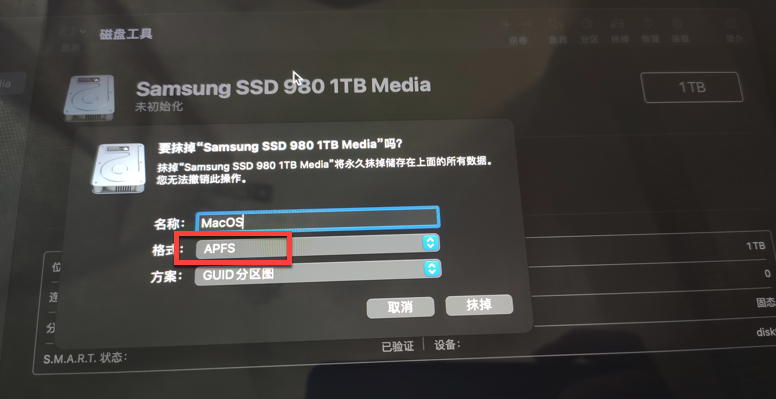 磁盘工具
Samsung SSD 980 1TB Media
未初始化
1TB
要抹掉“Samsung SSD 980 1TB Media”吗?
抹掉“Samsung SSD 980 1TB Media”将永久抹掉储存在上面的所有数据。
您无法撤销此操作。
名称: MacOS
格式: APFS
方案: GUID分区图
取消 抹掉
位
1TB
连
0
分
固态
S.M.A.R.T. 状态:
已验证
设备:
disk